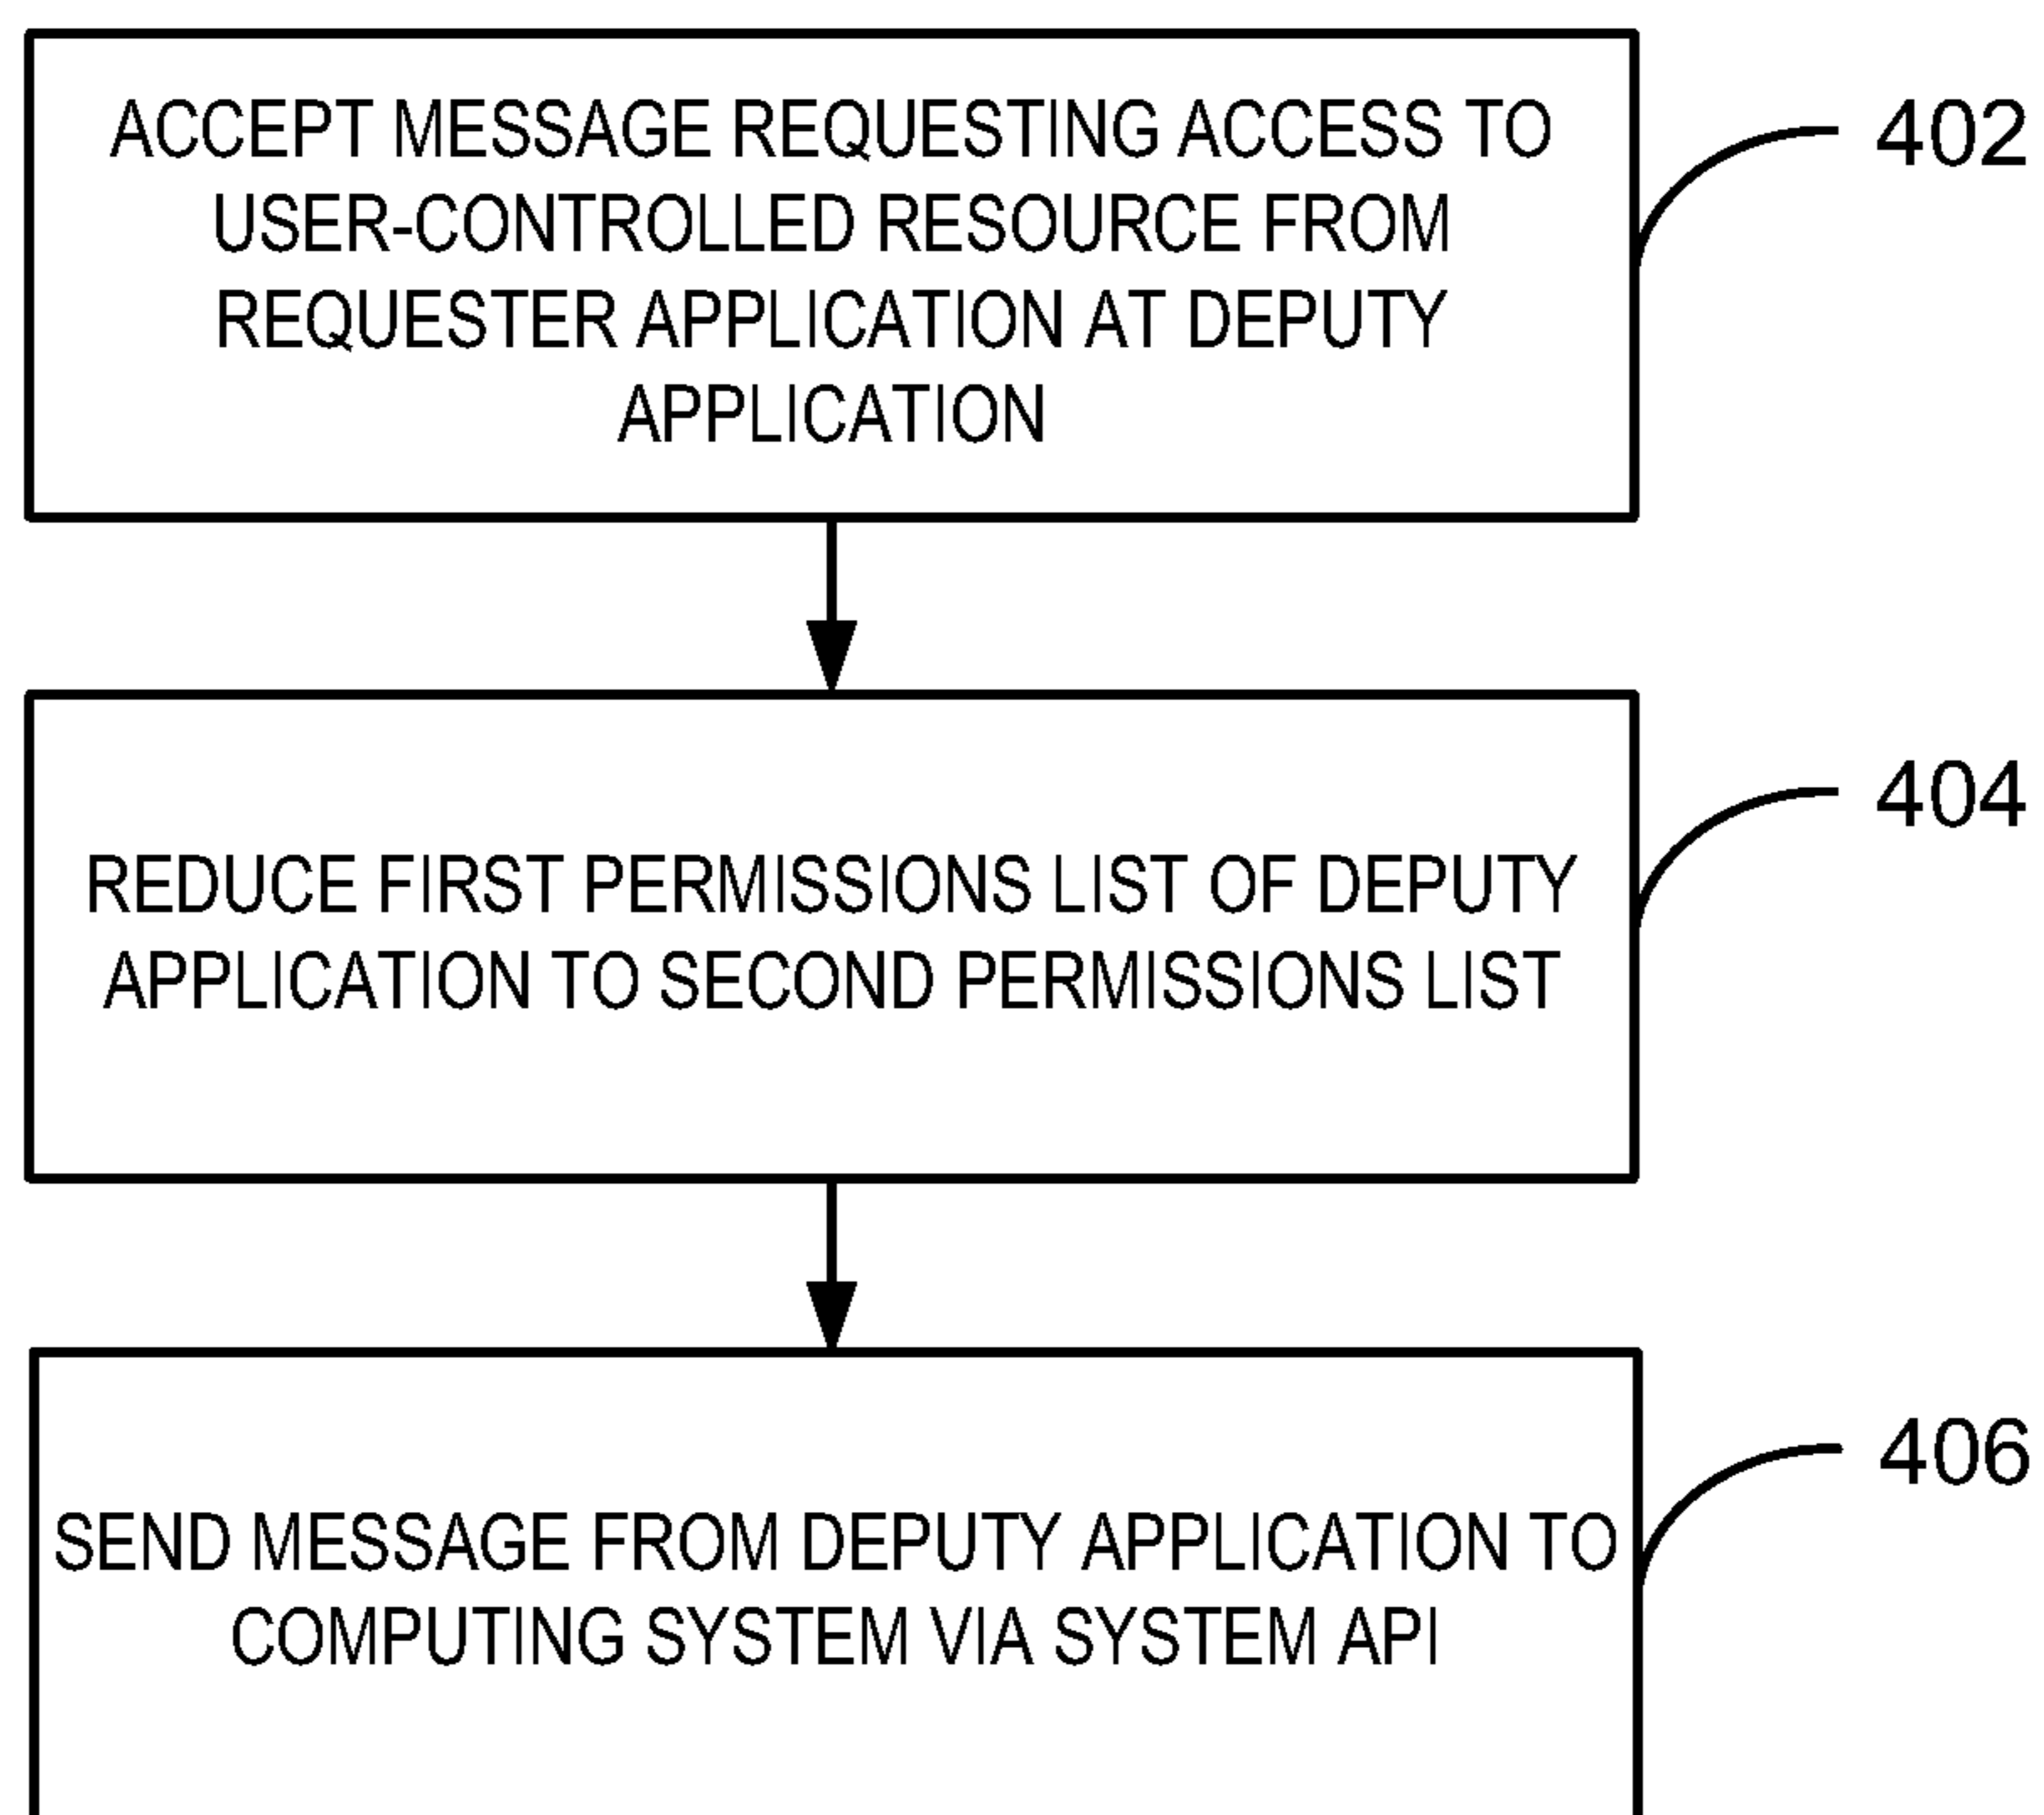 ACCEPT MESSAGE REQUESTING ACCESS TO
USER-CONTROLLED RESOURCE FROM
REQUESTER APPLICATION AT DEPUTY
APPLICATION
402
REDUCE FIRST PERMISSIONS LIST OF DEPUTY
APPLICATION TO SECOND PERMISSIONS LIST
404
SEND MESSAGE FROM DEPUTY APPLICATION TO
COMPUTING SYSTEM VIA SYSTEM API
406